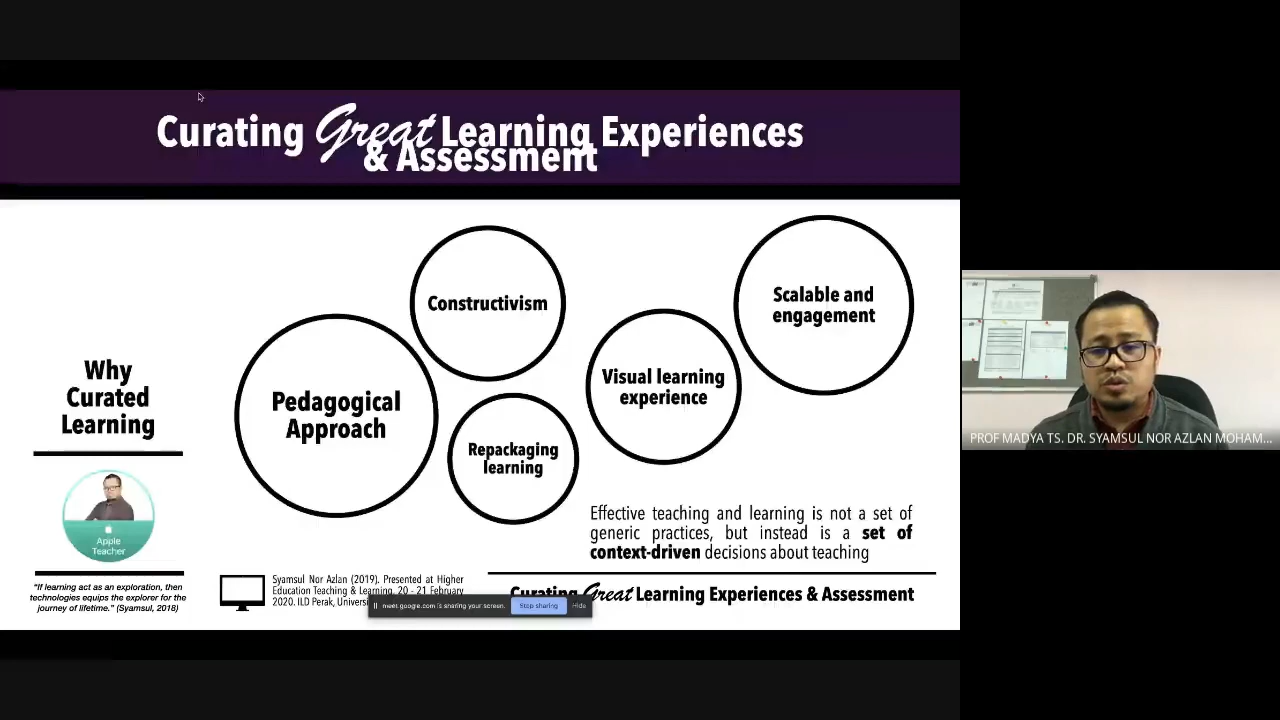 Curating Great Learning Experiences
& Assessment
Why
Curated
Learning
Apple
Teacher
“If learning act as an exploration, then
technologies equips the explorer for the
journey of lifetime.” (Syamsul, 2018)
Pedagogical
Approach
Constructivism
Repackaging
learning
Visual learning
experience
Scalable and
engagement
Effective teaching and learning is not a set of
generic practices, but instead is a set of
context-driven decisions about teaching
Syamsul Nor Azlan (2019). Presented at Higher
Education Teaching & Learning, 20 - 21 February
2020. ILD Perak,
Curating Great Learning Experiences & Assessment
meet.google.com is sharing your screen.
Stop sharing
Hide
PROF MADYA TS. DR. SYAMSUL NOR AZLAN MOHAM...